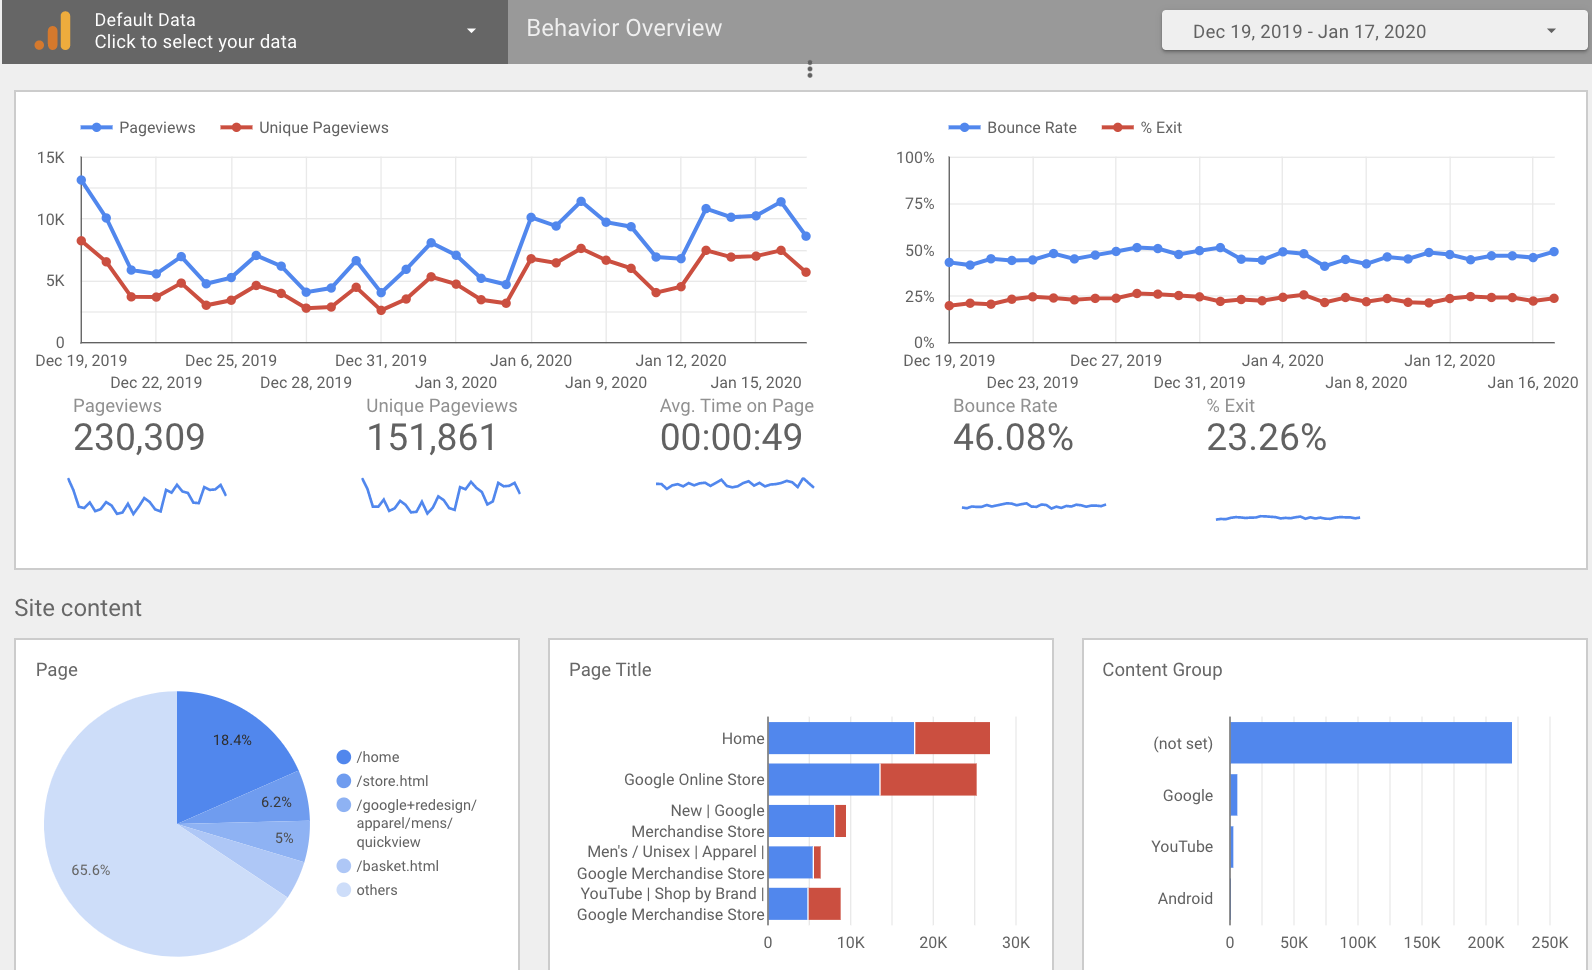 Default Data
Click to select your data
Behavior Overview
Dec 19, 2019 - Jan 17, 2020
Pageviews
Unique Pageviews
15K
10K
5K
0
Dec 19, 2019
Dec 25, 2019
Dec 31, 2019
Jan 6, 2020
Jan 12, 2020
Dec 22, 2019
Dec 28, 2019
Jan 3, 2020
Jan 9, 2020
Jan 15, 2020
Bounce Rate
% Exit
100%
75%
50%
25%
0%
Dec 19, 2019
Dec 27, 2019
Jan 4, 2020
Jan 12, 2020
Dec 23, 2019
Dec 31, 2019
Jan 8, 2020
Jan 16, 2020
Pageviews
230,309
Unique Pageviews
151,861
Avg. Time on Page
00:00:49
Bounce Rate
46.08%
% Exit
23.26%
Site content
Page
18.4%
6.2%
5%
65.6%
/home
/store.html
/google+redesign/
apparel/mens/
quickview
/basket.html
others
Page Title
Home
Google Online Store
New | Google
Merchandise Store
Men's / Unisex | Apparel |
Google Merchandise Store
YouTube | Shop by Brand |
Google Merchandise Store
0
10K
20K
30K
Content Group
(not set)
Google
YouTube
Android
0
50K
100K
150K
200K
250K